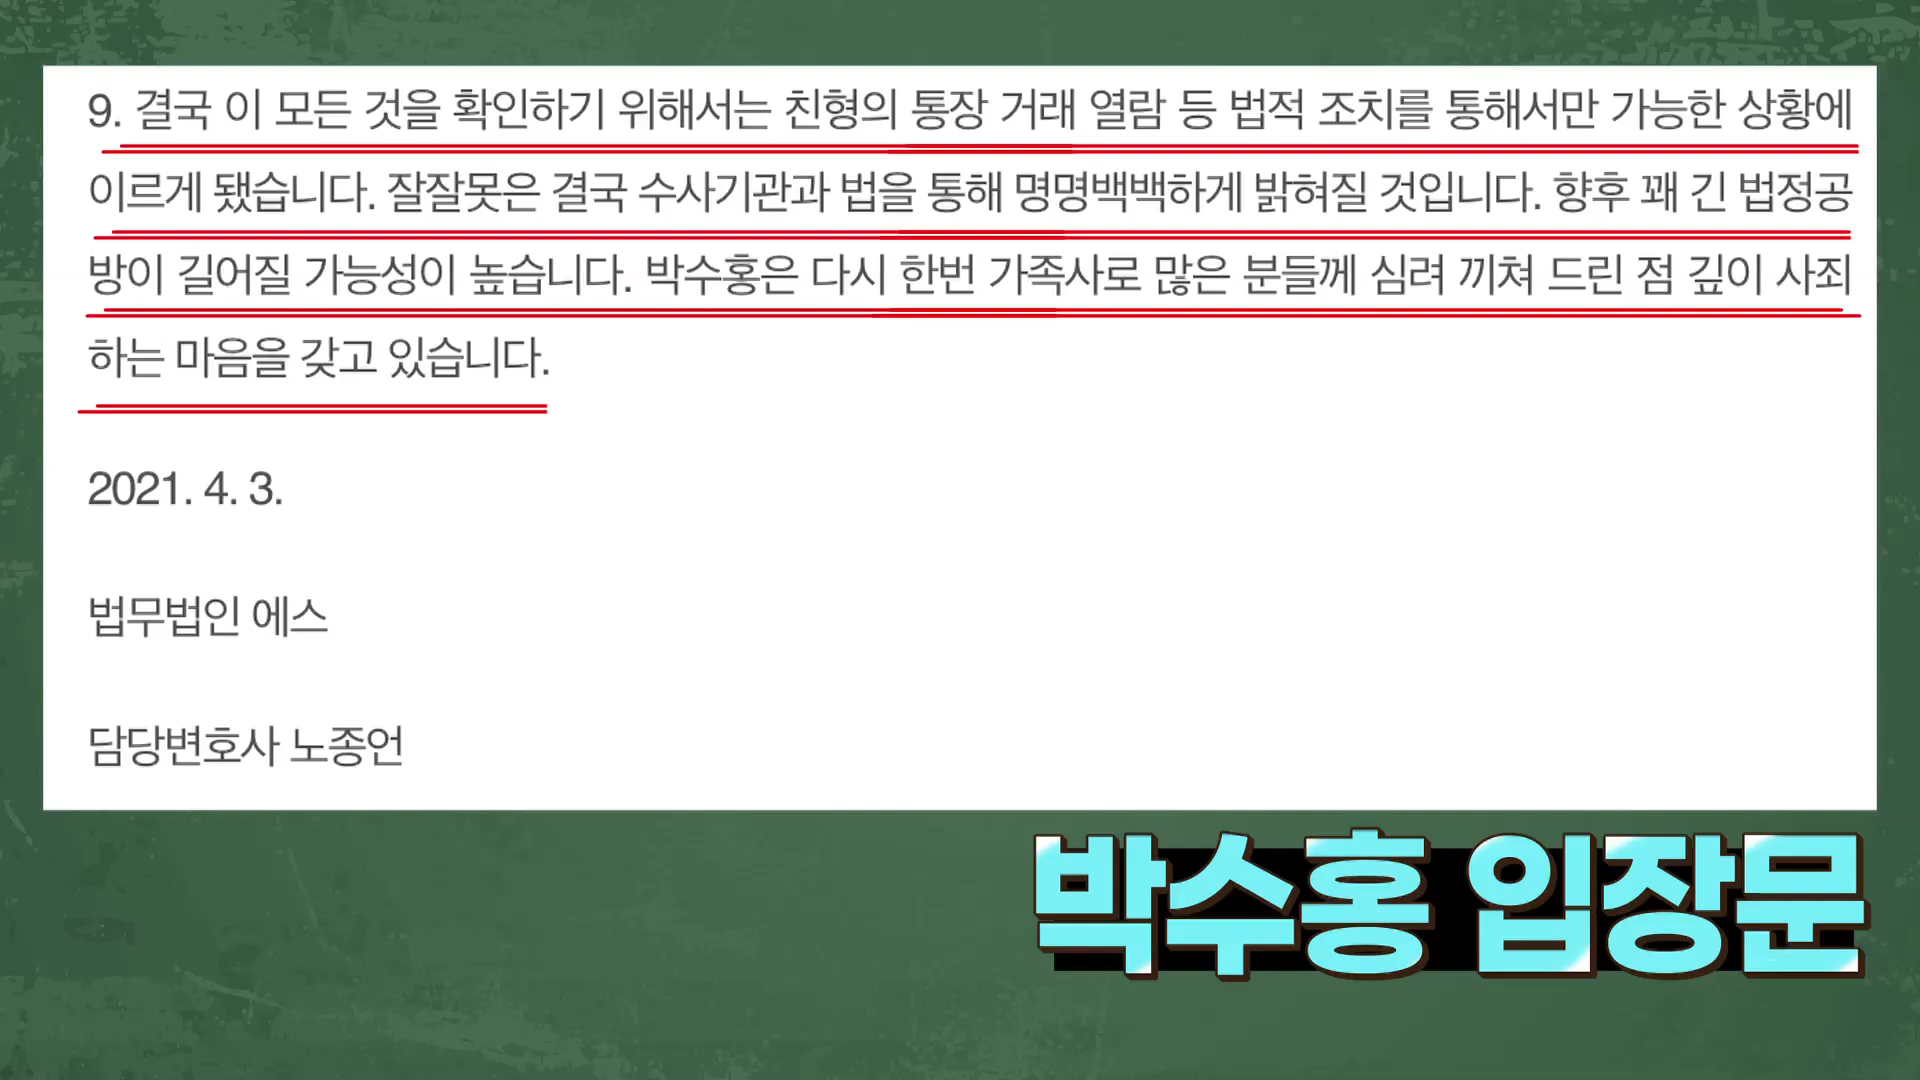 9. 결국 이 모든 것을 확인하기 위해서는 친형의 통장 거래 열람 등 법적 조치를 통해서만 가능한 상황에
이르게 됐습니다. 잘잘못은 결국 수사기관과 법을 통해 명명백백하게 밝혀질 것입니다. 향후 꽤 긴 법정공
방이 길어질 가능성이 높습니다. 박수홍은 다시 한번 가족사로 많은 분들께 심려 끼쳐 드린 점 깊이 사죄
하는 마음을 갖고 있습니다.
2021. 4. 3.
법무법인 에스
담당변호사 노종언
박수홍 입장문